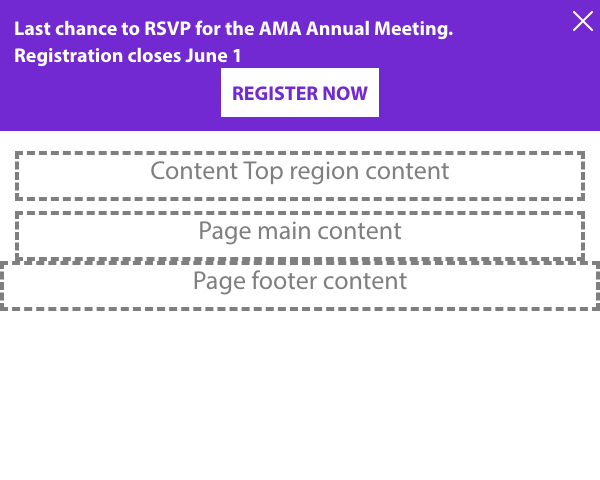 Last chance to RSVP for the AMA Annual Meeting.
Registration closes June 1
REGISTER NOW
Content Top region content
Page main content
Page footer content